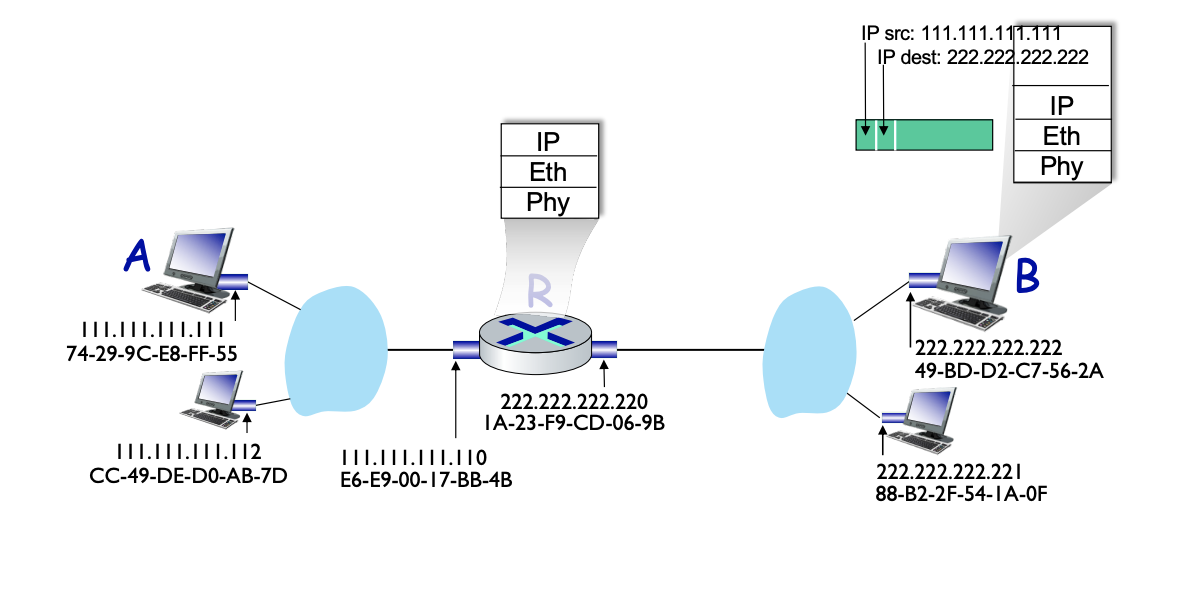 IP src: 111.111.111.111
IP dest: 222.222.222.222
IP
Eth
Phy
IP
Eth
Phy
A
R
B
111.111.111.111
74-29-9C-E8-FF-55
222.222.222.222
49-BD-D2-C7-56-2A
222.222.222.220
1A-23-F9-CD-06-9B
111.111.111.112
CC-49-DE-D0-AB-7D
111.111.111.110
E6-E9-00-17-BB-4B
222.222.222.221
88-B2-2F-54-1A-0F